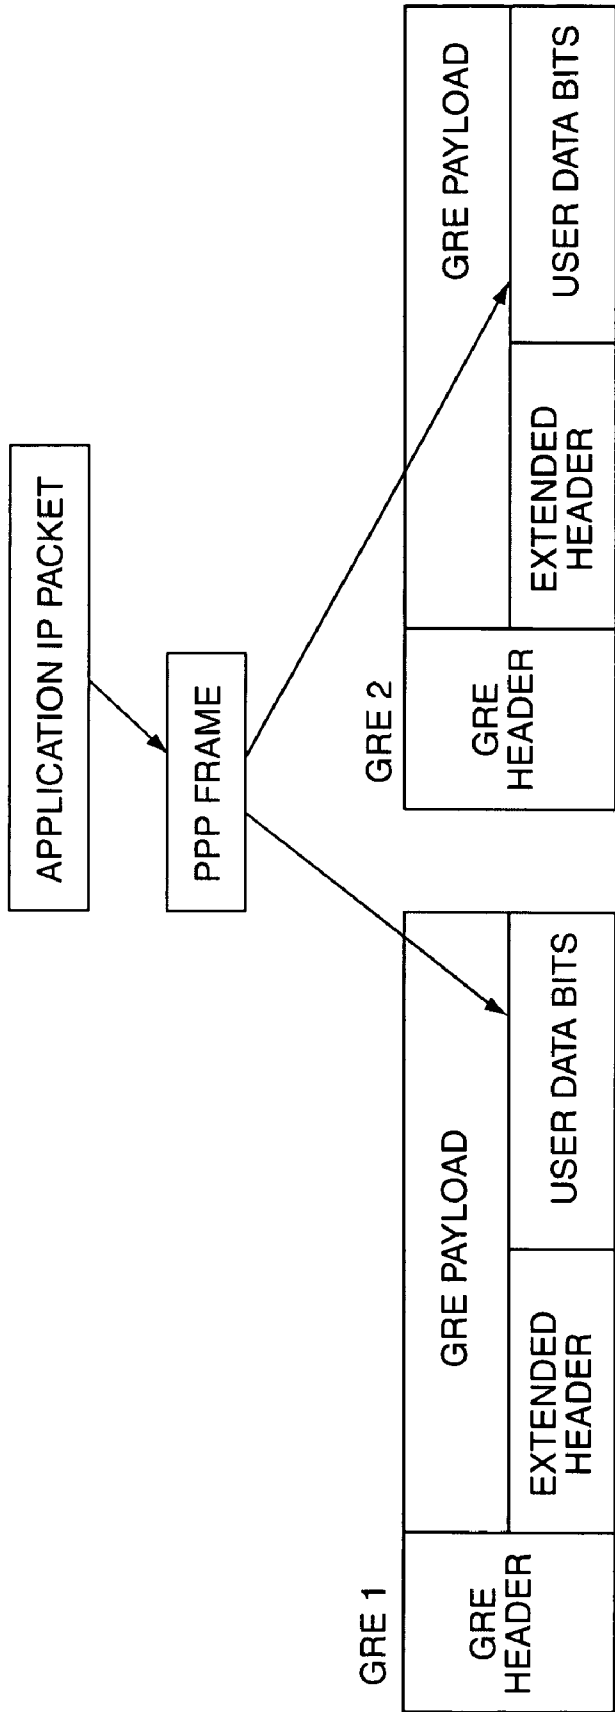 APPLICATION IP PACKET
PPP FRAME
GRE 1
GRE
HEADER
GRE PAYLOAD
EXTENDED
HEADER
USER DATA BITS
GRE 2
GRE
HEADER
GRE PAYLOAD
EXTENDED
HEADER
USER DATA BITS